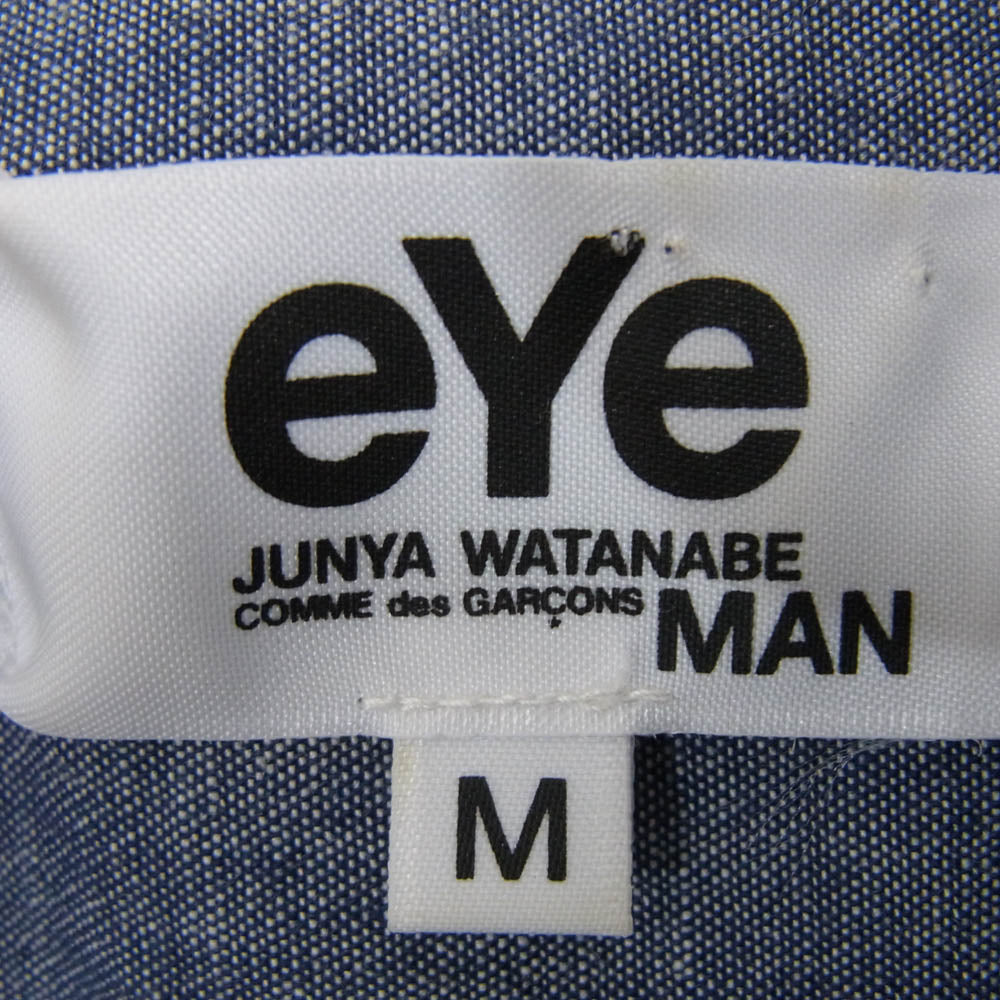 eYe
JUNYA WATANABE
COMME des GARÇONS MAN
M